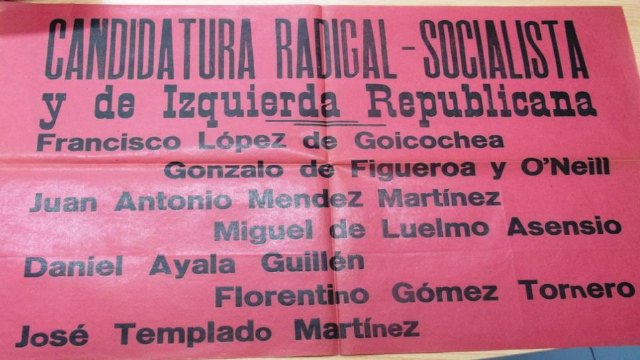 CANDIDATURA RADIGAL-SOCIALISTA
y de Izquierda Republicana
Francisco López de Goicochea
Gonzalo de Figueroa y O'Neill
Juan Antonio Mendez Martínez
Miguel de Luelmo Asensio
Daniel Ayala Guillén
Florentino Gómez Tornero
José Templado Martínez